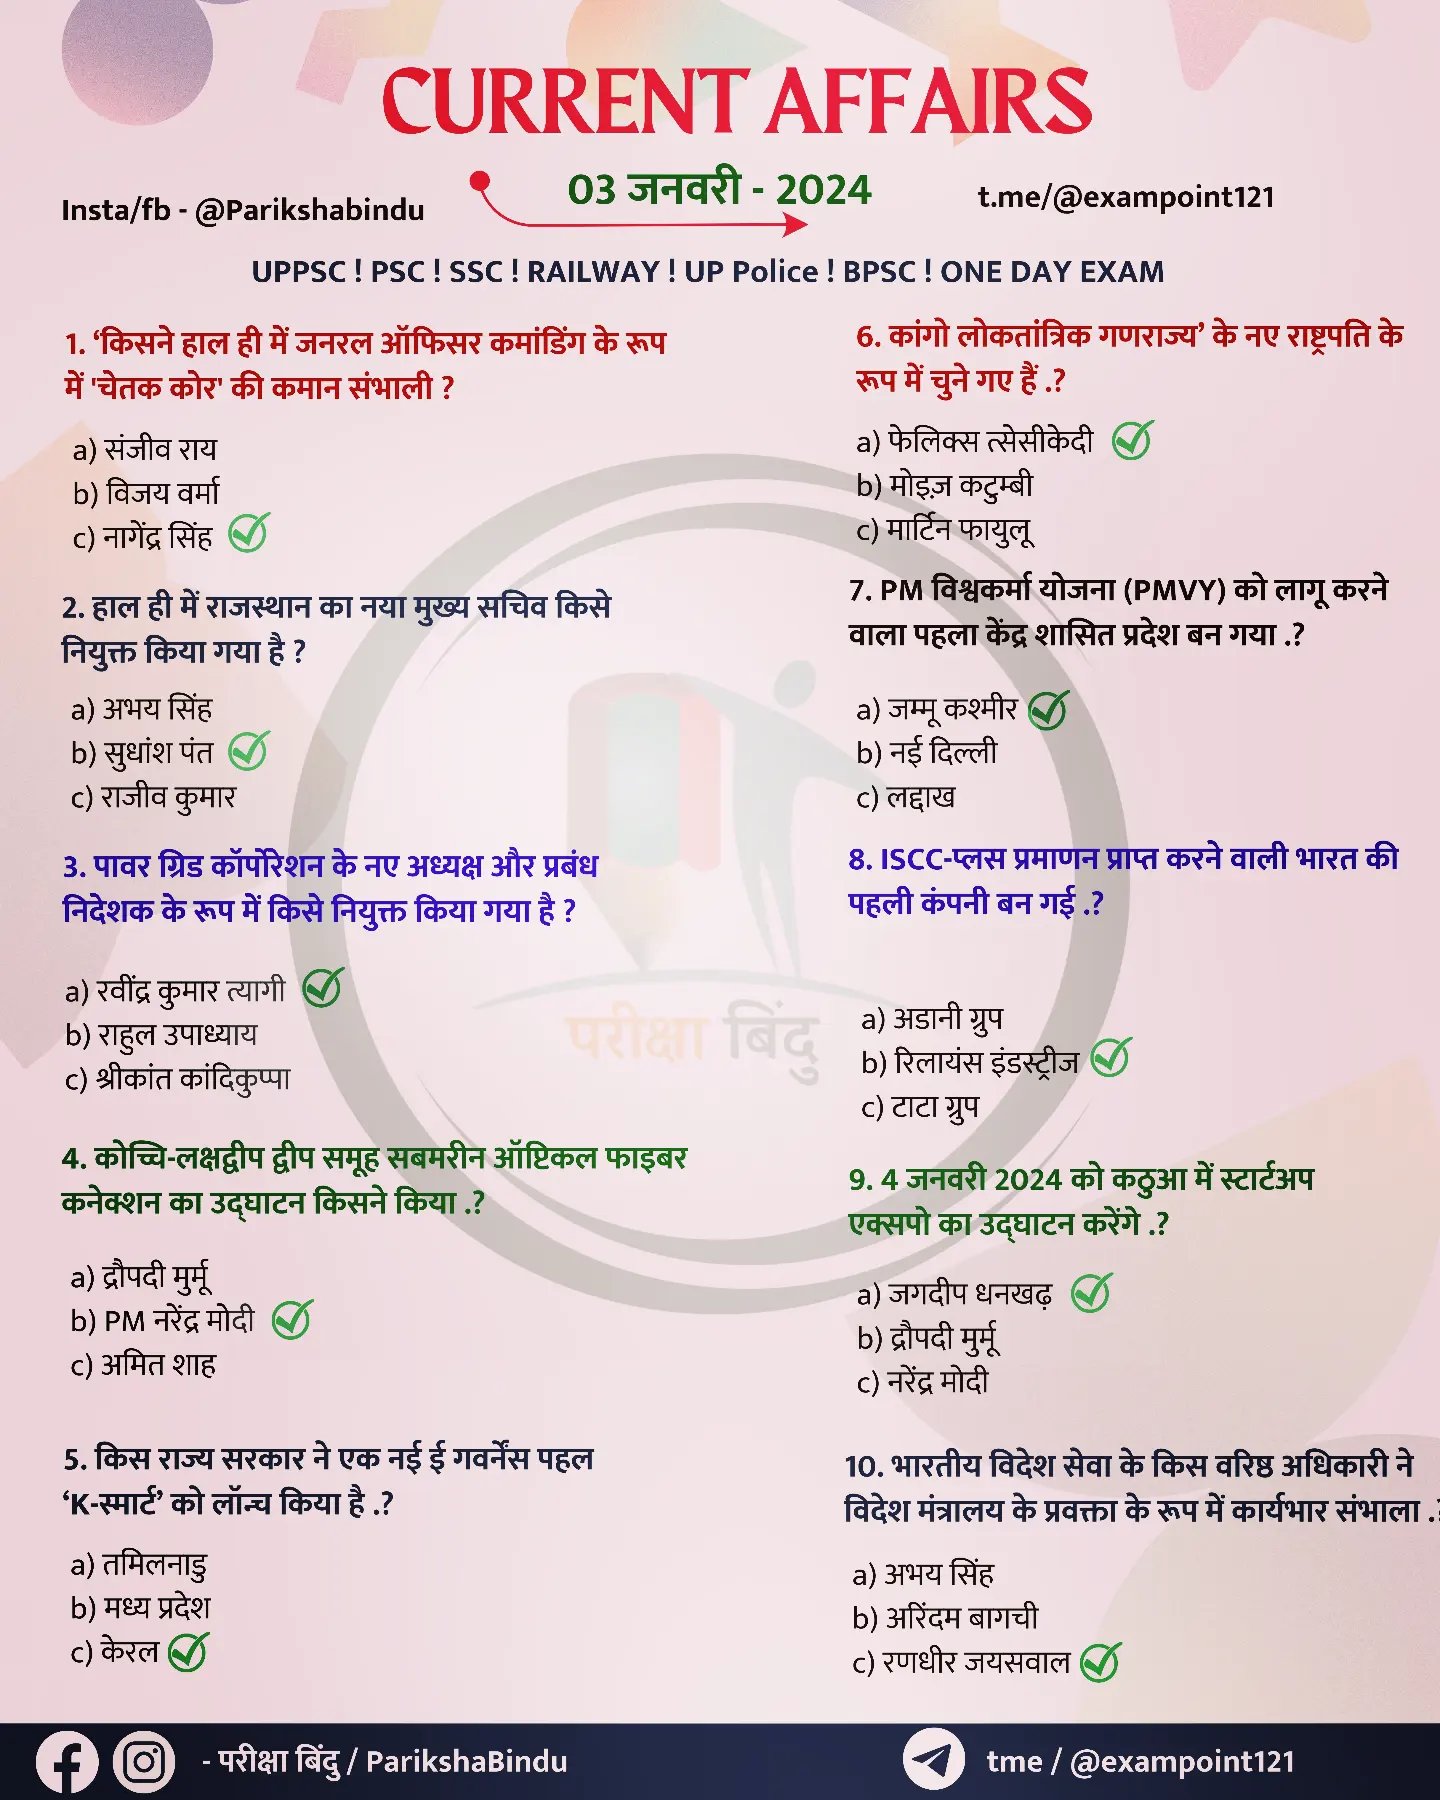 CURRENT AFFAIRS
Insta/fb - @Parikshabindu
03 जनवरी - 2024
t.me/@exampoint121
UPPSC ! PSC ! SSC ! RAILWAY ! UP Police ! BPSC ! ONE DAY EXAM
1. ‘किसने हाल ही में जनरल ऑफिसर कमांडिंग के रूप
में 'चेतक कोर' की कमान संभाली ?
a) संजीव राय
b) विजय वर्मा
c) नागेंद्र सिंह
2. हाल ही में राजस्थान का नया मुख्य सचिव किसे
नियुक्त किया गया है ?
a) अभय सिंह
b) सुधांश पंत
c) राजीव कुमार
3. पावर ग्रिड कॉर्पोरेशन के नए अध्यक्ष और प्रबंध
निदेशक के रूप में किसे नियुक्त किया गया है ?
a) रवींद्र कुमार त्यागी
b) राहुल उपाध्याय
c) श्रीकांत कांदिकुप्पा
4. कोच्चि-लक्षद्वीप द्वीप समूह सबमरीन ऑप्टिकल फाइबर
कनेक्शन का उद्घाटन किसने किया .?
a) द्रौपदी मुर्मू
b) PM नरेंद्र मोदी
c) अमित शाह
5. किस राज्य सरकार ने एक नई ई गवर्नेंस पहल
‘K-स्मार्ट’ को लॉन्च किया है .?
a) तमिलनाडु
b) मध्य प्रदेश
c) केरल
6. कांगो लोकतांत्रिक गणराज्य’ के नए राष्ट्रपति के
रूप में चुने गए हैं .?
a) फेलिक्स त्सेसीकेदी
b) मोइज़ कटुम्बी
c) मार्टिन फायुलू
7. PM विश्वकर्मा योजना (PMVY) को लागू करने
वाला पहला केंद्र शासित प्रदेश बन गया .?
a) जम्मू कश्मीर
b) नई दिल्ली
c) लद्दाख
8. ISCC-प्लस प्रमाणन प्राप्त करने वाली भारत की
पहली कंपनी बन गई .?
a) अडानी ग्रुप
b) रिलायंस इंडस्ट्रीज
c) टाटा ग्रुप
9. 4 जनवरी 2024 को कठुआ में स्टार्टअप
एक्सपो का उद्घाटन करेंगे .?
a) जगदीप धनखढ़
b) द्रौपदी मुर्मू
c) नरेंद्र मोदी
10. भारतीय विदेश सेवा के किस वरिष्ठ अधिकारी ने
विदेश मंत्रालय के प्रवक्ता के रूप में कार्यभार संभाला .?
a) अभय सिंह
b) अरिंदम बागची
c) रणधीर जयसवाल
परीक्षा बिंदु
- परीक्षा बिंदु / ParikshaBindu
tme / @exampoint121